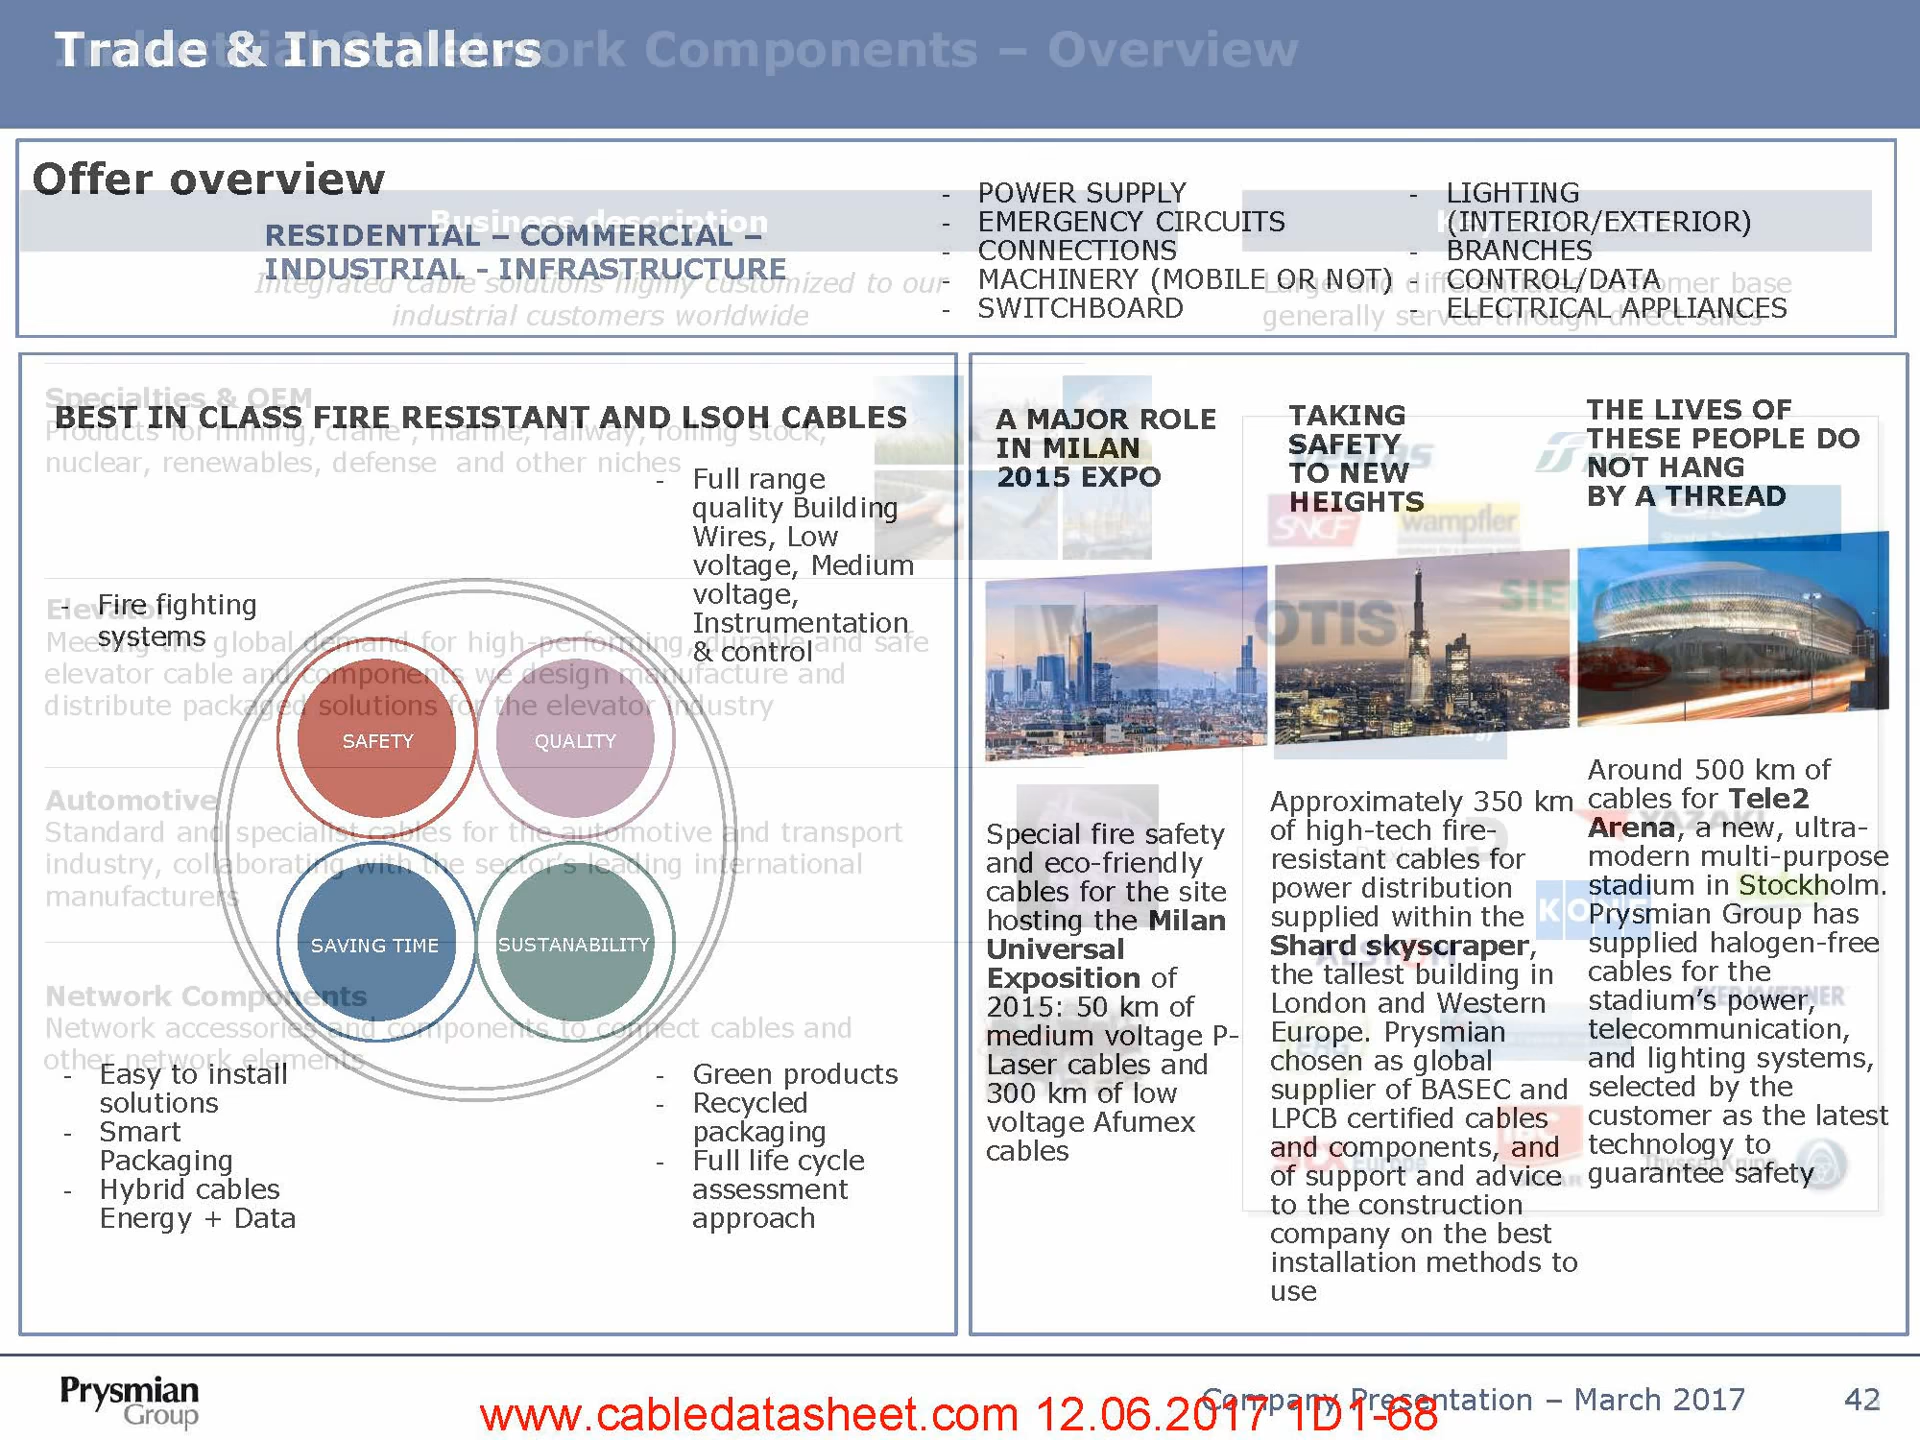 Trade & Installers
Industrial & Network Components – Overview
Offer overview
Business description
RESIDENTIAL – COMMERCIAL –
INDUSTRIAL - INFRASTRUCTURE
Integrated cable solutions highly customized to our
industrial customers worldwide
- POWER SUPPLY
- EMERGENCY CIRCUITS
- CONNECTIONS
- MACHINERY (MOBILE OR NOT)
- SWITCHBOARD
- LIGHTING
(INTERIOR/EXTERIOR)
- BRANCHES
- CONTROL/DATA
- ELECTRICAL APPLIANCES
Large and differentiated customer base
generally served through direct sales
Specialties & OEM
BEST IN CLASS FIRE RESISTANT AND LSOH CABLES
Products for mining, crane, marine, railway, rolling stock,
nuclear, renewables, defense and other niches
- Full range
quality Building
Wires, Low
voltage, Medium
voltage,
Instrumentation
& control
Elevator
- Fire fighting
systems
Meeting the global demand for high-performing, durable and safe
elevator cable and components we design manufacture and
distribute packaged solutions for the elevator industry
SAFETY
QUALITY
Automotive
Standard and specialist cables for the automotive and transport
industry, collaborating with the sector's leading international
manufacturers
SAVING TIME
SUSTANABILITY
Network Components
Network accessories and components to connect cables and
other network elements
- Easy to install
solutions
- Smart
Packaging
- Hybrid cables
Energy + Data
- Green products
- Recycled
packaging
- Full life cycle
assessment
approach
A MAJOR ROLE
IN MILAN
2015 EXPO
Special fire safety
and eco-friendly
cables for the site
hosting the Milan
Universal
Exposition of
2015: 50 km of
medium voltage P-
Laser cables and
300 km of low
voltage Afumex
cables
TAKING
SAFETY
TO NEW
HEIGHTS
Approximately 350 km
of high-tech fire-
resistant cables for
power distribution
supplied within the
Shard skyscraper,
the tallest building in
London and Western
Europe. Prysmian
chosen as global
supplier of BASEC and
LPCB certified cables
and components, and
of support and advice
to the construction
company on the best
installation methods to
use
THE LIVES OF
THESE PEOPLE DO
NOT HANG
BY A THREAD
Around 500 km of
cables for Tele2
Arena, a new, ultra-
modern multi-purpose
stadium in Stockholm.
Prysmian Group has
supplied halogen-free
cables for the
stadium's power,
telecommunication,
and lighting systems,
selected by the
customer as the latest
technology to
guarantee safety
Vestas
SNCF
wampfler
SIEMENS
OTIS
Schindler
YAZAKI
KONE
ALSTOM
AKER KVÆRNER
stx Europe
ThyssenKrupp
Prysmian
Group
Company Presentation – March 2017
42
www.cabledatasheet.com 12.06.2017 1D1-68